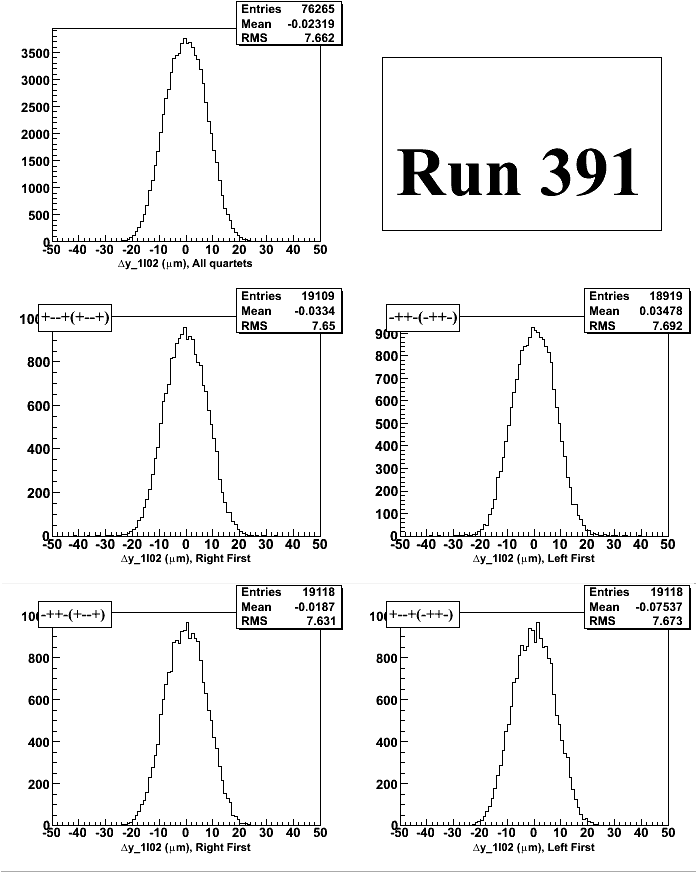 Entries 76265
Mean -0.02319
RMS 7.662
3500
3000
2500
2000
1500
1000
500
0
-50 -40 -30 -20 -10 0 10 20 30 40 50
Δy_1I02 (μm), All quartets
Run 391
+--+(+--+)
Entries 19109
Mean -0.0334
RMS 7.65
800
600
400
200
0
-50 -40 -30 -20 -10 0 10 20 30 40 50
Δy_1I02 (μm), Right First
-++-(-++-)
Entries 18919
Mean 0.03478
RMS 7.692
900
800
700
600
500
400
300
200
100
0
-50 -40 -30 -20 -10 0 10 20 30 40 50
Δy_1I02 (μm), Left First
-++-(+--+)
Entries 19118
Mean -0.0187
RMS 7.631
800
600
400
200
0
-50 -40 -30 -20 -10 0 10 20 30 40 50
Δy_1I02 (μm), Right First
+--+(-++-)
Entries 19118
Mean -0.07537
RMS 7.673
800
600
400
200
0
-50 -40 -30 -20 -10 0 10 20 30 40 50
Δy_1I02 (μm), Left First